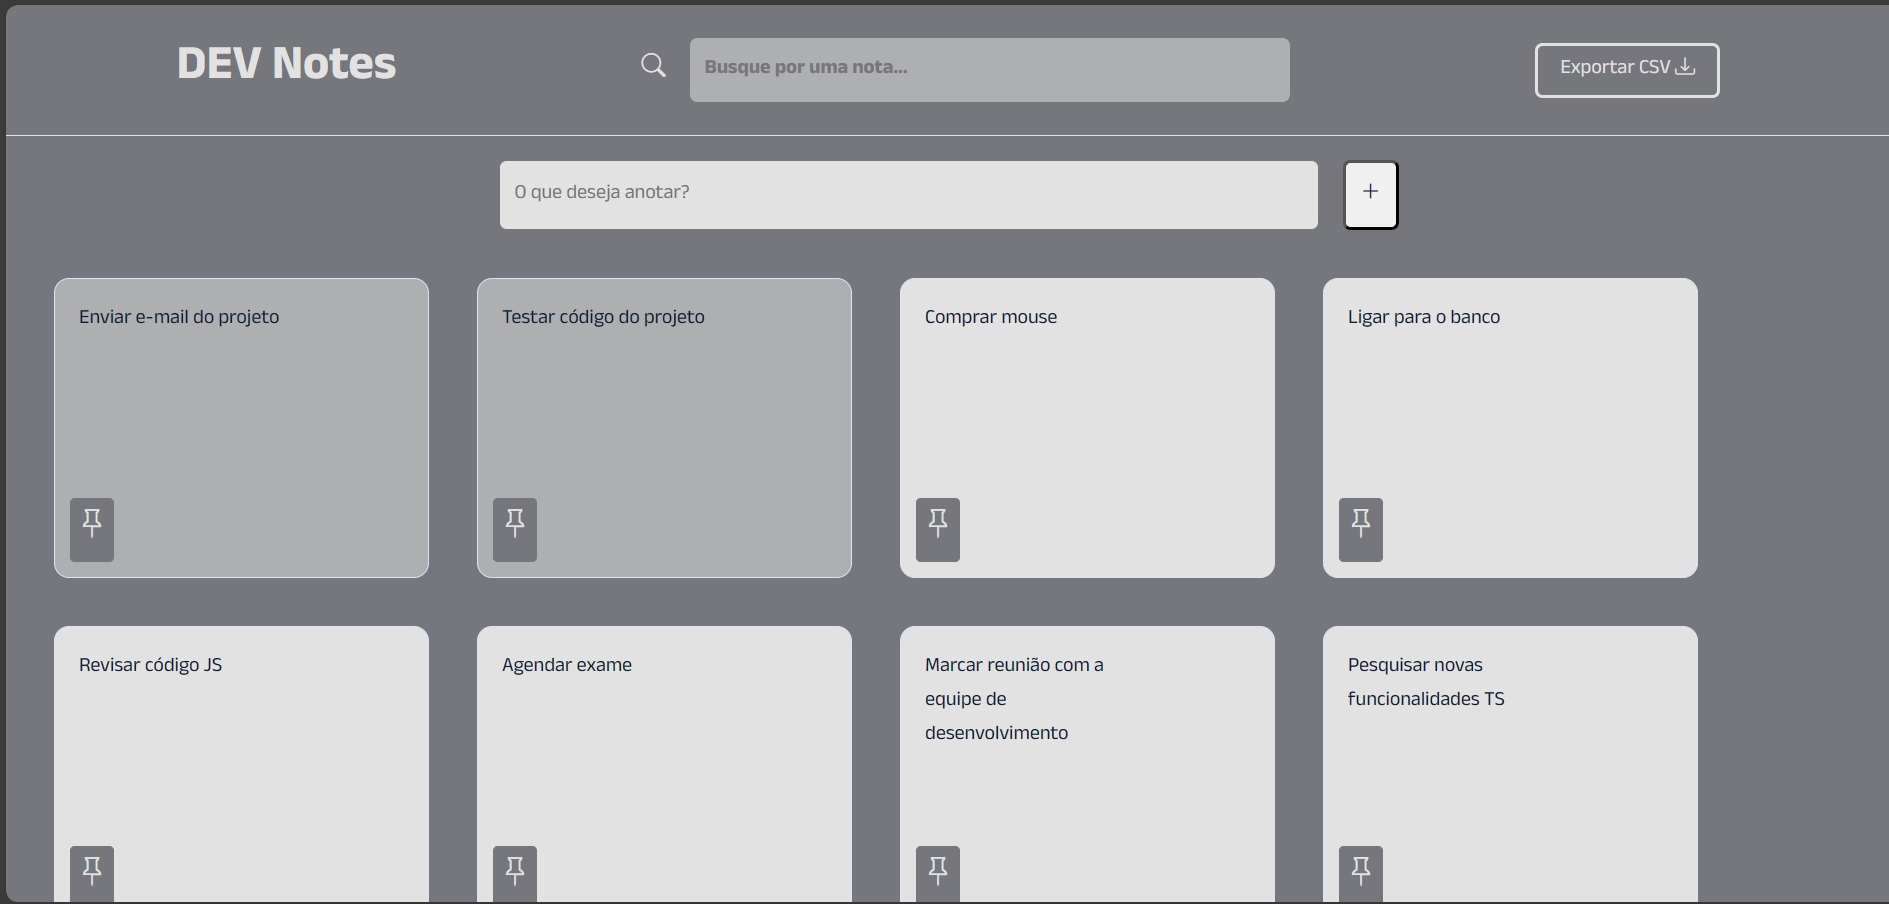 DEV Notes
Busque por uma nota...
Exportar CSV
O que deseja anotar?
+
Enviar e-mail do projeto
Testar código do projeto
Comprar mouse
Ligar para o banco
Revisar código JS
Agendar exame
Marcar reunião com a
equipe de
desenvolvimento
Pesquisar novas
funcionalidades TS